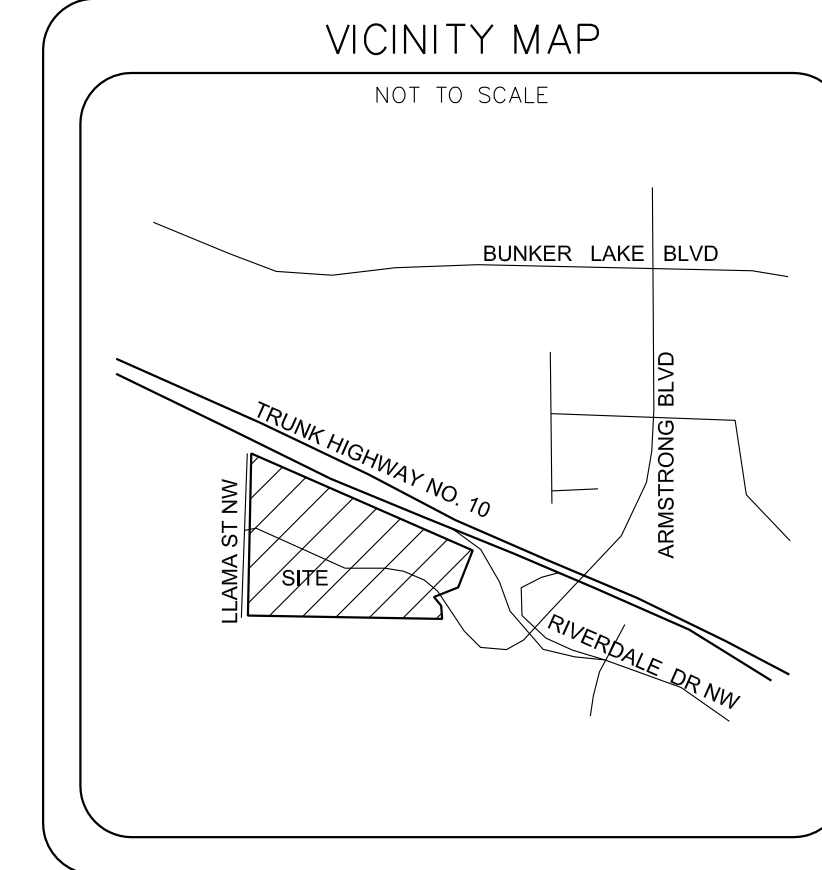 VICINITY MAP
NOT TO SCALE
BUNKER LAKE BLVD
ARMSTRONG BLVD
TRUNK HIGHWAY NO. 10
LLAMA ST NW
SITE
RIVERDALE DR NW